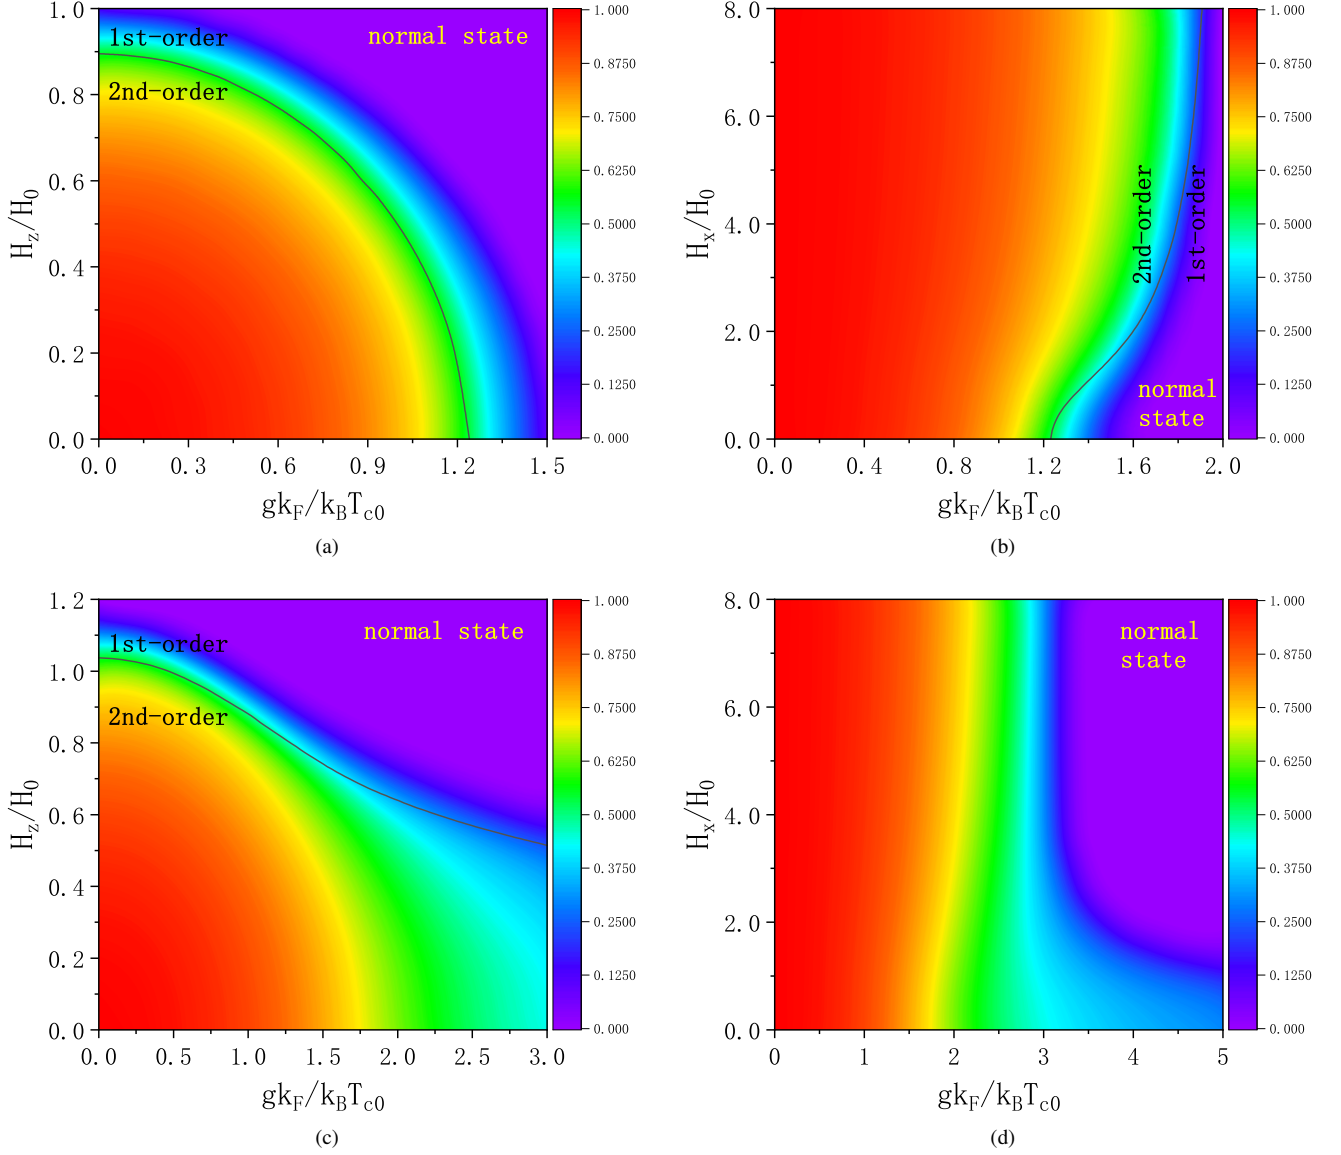 1.0
0.8
0.6
0.4
0.2
0.0
H_z/H_0
1st-order
2nd-order
normal state
0.0 0.3 0.6 0.9 1.2 1.5
gk_F/k_BT_c0
1.000
0.8750
0.7500
0.6250
0.5000
0.3750
0.2500
0.1250
0.000
(a)
8.0
6.0
4.0
2.0
0.0
H_x/H_0
2nd-order
1st-order
normal
state
0.0 0.4 0.8 1.2 1.6 2.0
gk_F/k_BT_c0
1.000
0.8750
0.7500
0.6250
0.5000
0.3750
0.2500
0.1250
0.000
(b)
1.2
1.0
0.8
0.6
0.4
0.2
0.0
H_z/H_0
1st-order
2nd-order
normal state
0.0 0.5 1.0 1.5 2.0 2.5 3.0
gk_F/k_BT_c0
1.000
0.8750
0.7500
0.6250
0.5000
0.3750
0.2500
0.1250
0.000
(c)
8.0
6.0
4.0
2.0
0.0
H_x/H_0
normal
state
0 1 2 3 4 5
gk_F/k_BT_c0
1.000
0.8750
0.7500
0.6250
0.5000
0.3750
0.2500
0.1250
0.000
(d)